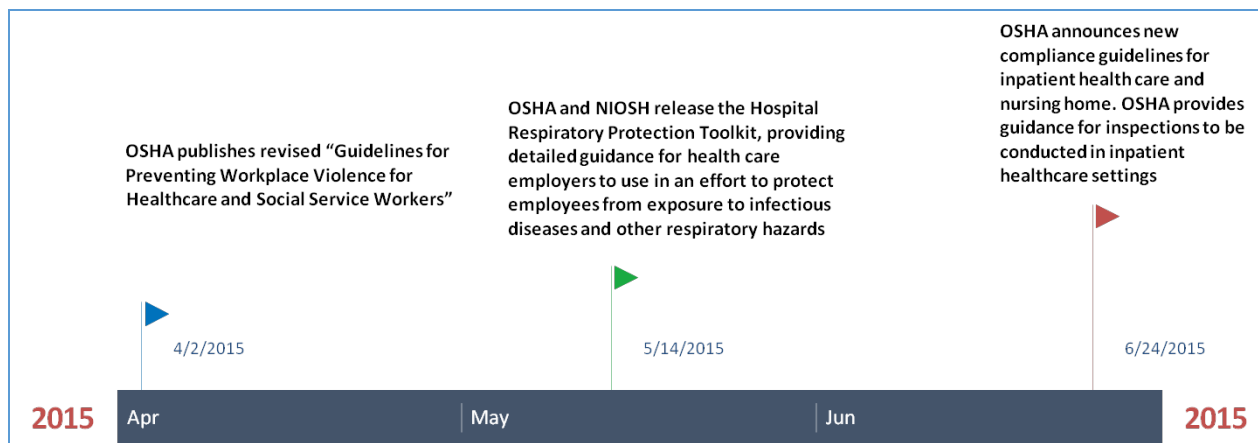 OSHA publishes revised “Guidelines for
Preventing Workplace Violence for
Healthcare and Social Service Workers”
4/2/2015
OSHA and NIOSH release the Hospital
Respiratory Protection Toolkit, providing
detailed guidance for health care
employers to use in an effort to protect
employees from exposure to infectious
diseases and other respiratory hazards
5/14/2015
OSHA announces new
compliance guidelines for
inpatient health care and
nursing home. OSHA provides
guidance for inspections to be
conducted in inpatient
healthcare settings
6/24/2015
2015 Apr May Jun 2015